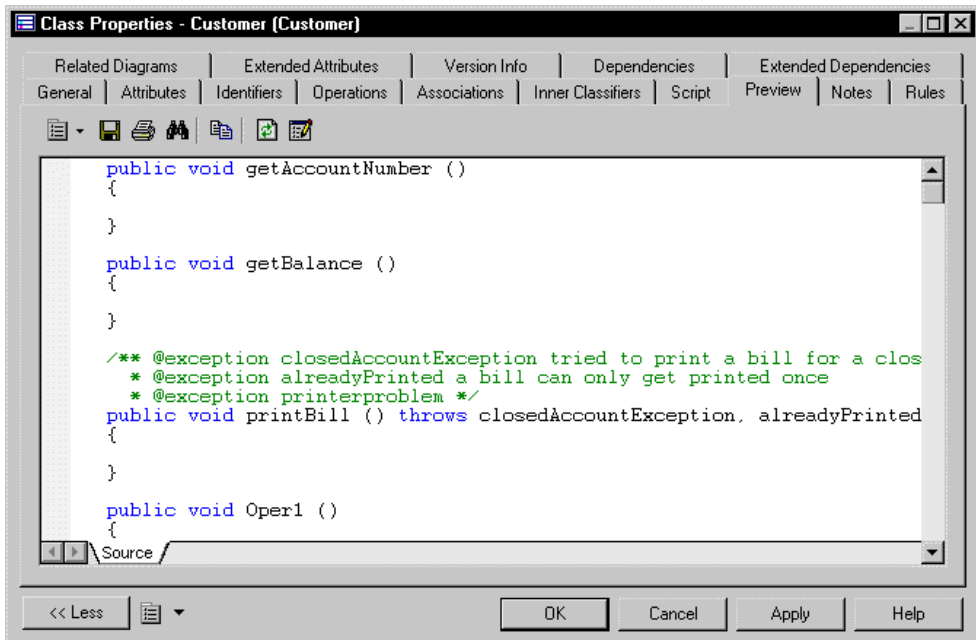 Class Properties - Customer (Customer)
Related Diagrams Extended Attributes Version Info Dependencies Extended Dependencies
General Attributes Identifiers Operations Associations Inner Classifiers Script Preview Notes Rules
public void getAccountNumber ()
{
}
public void getBalance ()
{
}
/** @exception closedAccountException tried to print a bill for a clos
* @exception alreadyPrinted a bill can only get printed once
* @exception printerproblem */
public void printBill () throws closedAccountException, alreadyPrinted
{
}
public void Oper1 ()
{
Source
<< Less OK Cancel Apply Help